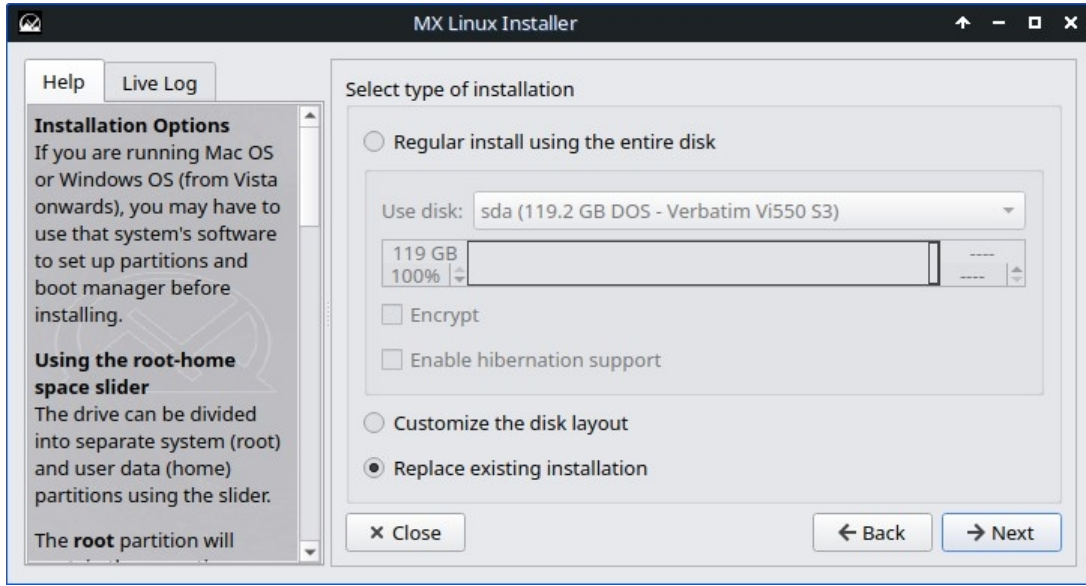 MX Linux Installer
Help
Live Log
Installation Options
If you are running Mac OS
or Windows OS (from Vista
onwards), you may have to
use that system's software
to set up partitions and
boot manager before
installing.
Using the root-home
space slider
The drive can be divided
into separate system (root)
and user data (home)
partitions using the slider.
The root partition will
Select type of installation
Regular install using the entire disk
Use disk: sda (119.2 GB DOS - Verbatim Vi550 S3)
119 GB
100%
----
----
Encrypt
Enable hibernation support
Customize the disk layout
Replace existing installation
Close
Back
Next